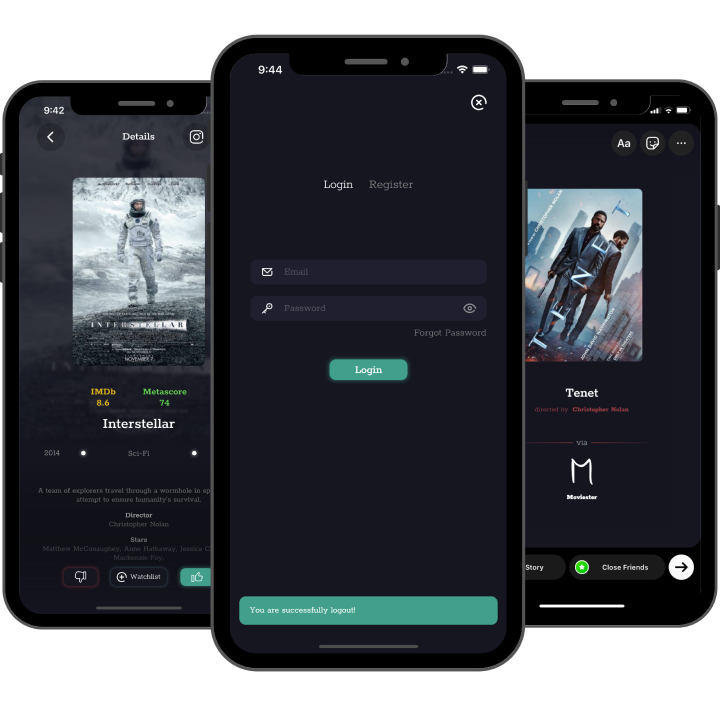 9:42
Details
INTERSTELLAR
NOVEMBER 7
IMDb
8.6
Metascore
74
Interstellar
2014
Sci-Fi
A team of explorers travel through a wormhole in sp
attempt to ensure humanity's survival.
Director
Christopher Nolan
Stars
Matthew McConaughey, Anne Hathaway, Jessica C
Mackenzie Foy,
Watchlist
9:44
Login
Register
Email
Password
Forgot Password
Login
You are successfully logout!
Aa
TENET
Tenet
directed by Christopher Nolan
via
M
Moviester
Story
Close Friends